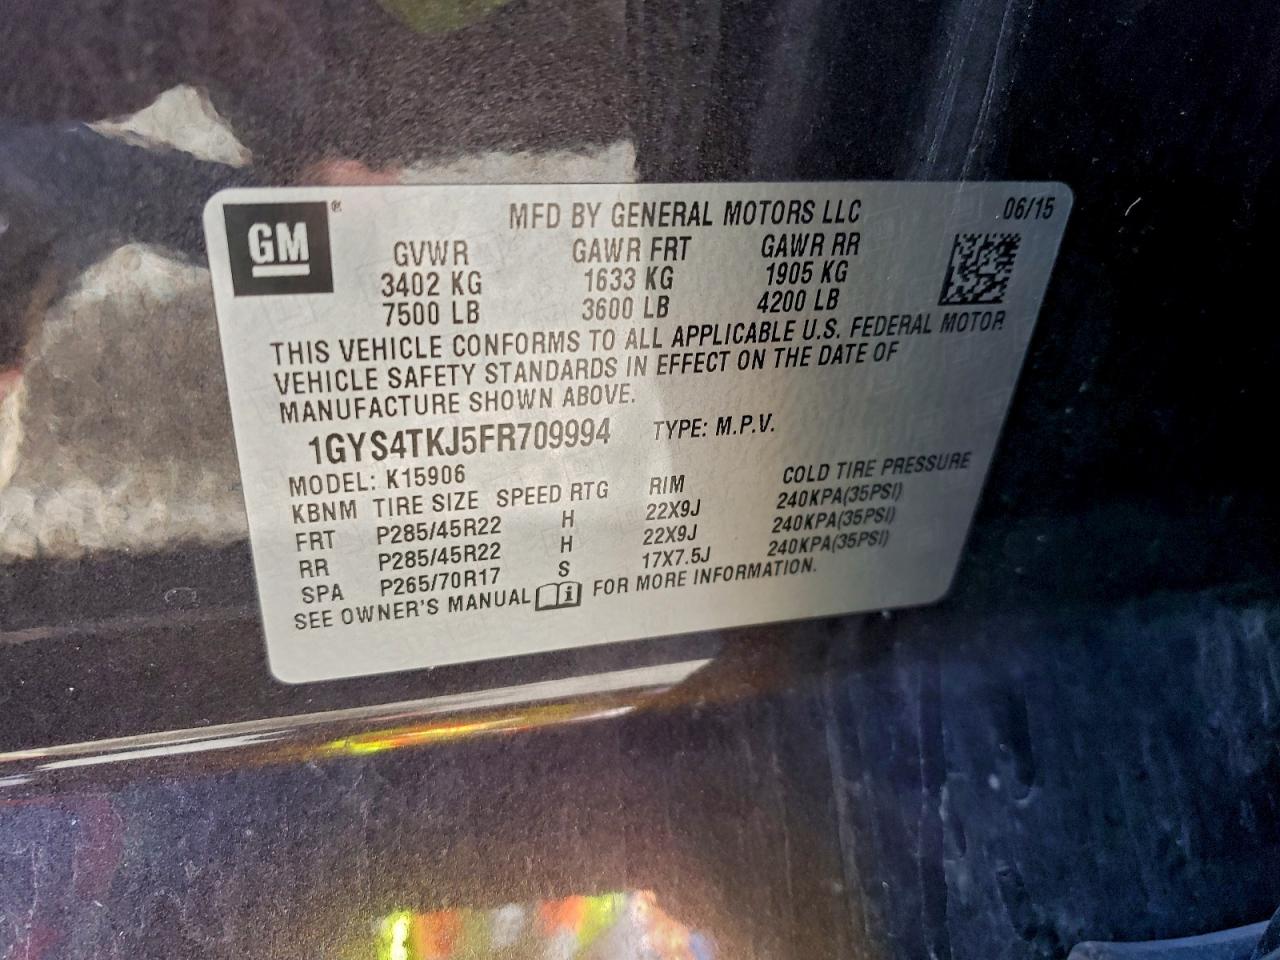 GM ®
MFD BY GENERAL MOTORS LLC 06/15
GVWR GAWR FRT GAWR RR
3402 KG 1633 KG 1905 KG
7500 LB 3600 LB 4200 LB
THIS VEHICLE CONFORMS TO ALL APPLICABLE U.S. FEDERAL MOTOR
VEHICLE SAFETY STANDARDS IN EFFECT ON THE DATE OF
MANUFACTURE SHOWN ABOVE.
1GYS4TKJ5FR709994 TYPE: M.P.V.
MODEL: K15906
KBNM TIRE SIZE SPEED RTG RIM COLD TIRE PRESSURE
FRT P285/45R22 H 22X9J 240KPA(35PSI)
RR P285/45R22 H 22X9J 240KPA(35PSI)
SPA P265/70R17 S 17X7.5J 240KPA(35PSI)
SEE OWNER'S MANUAL i FOR MORE INFORMATION.